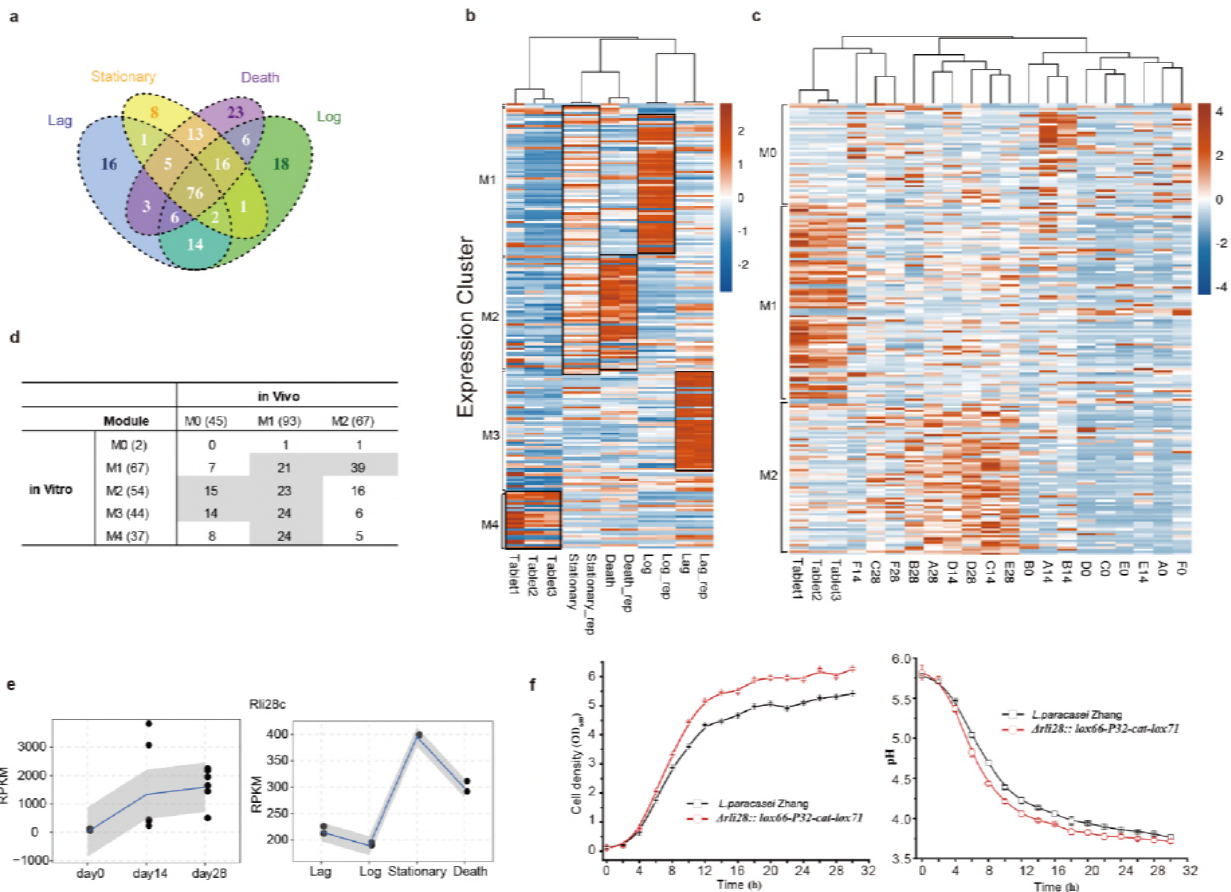 a
Stationary Death
Lag Log
8 23
1 13 6
16 5 16 18
76
3 6 2 1
14
b
Expression Cluster
M1
M2
M3
M4
2
1
0
-1
-2
Tablet1
Tablet2
Tablet3
Stationary
Stationary_rep
Death
Death_rep
Log
Log_rep
Lag
Lag_rep
c
M0
M1
M2
4
2
0
-2
-4
Tablet1
Tablet2
Tablet3
F14
C28
F28
B28
A28
D14
D28
C14
E28
B0
A14
B14
D0
C0
E0
E14
A0
F0
d
in Vivo
Module M0 (45) M1 (93) M2 (67)
in Vitro
M0 (2) 0 1 1
M1 (67) 7 21 39
M2 (54) 15 23 16
M3 (44) 14 24 6
M4 (37) 8 24 5
e
Rli28c
RPKM
3000
2000
1000
0
−1000
day0 day14 day28
RPKM
400
350
300
250
200
Lag Log Stationary Death
f
Cell density (OD600)
6
5
4
3
2
1
0
L.paracasei Zhang
Δrli28:: lox66-P32-cat-lox71
0 4 8 12 16 20 24 28 32
Time (h)
pH
6.0
5.5
5.0
4.5
4.0
3.5
L.paracasei Zhang
Δrli28:: lox66-P32-cat-lox71
0 4 8 12 16 20 24 28 32
Time (h)